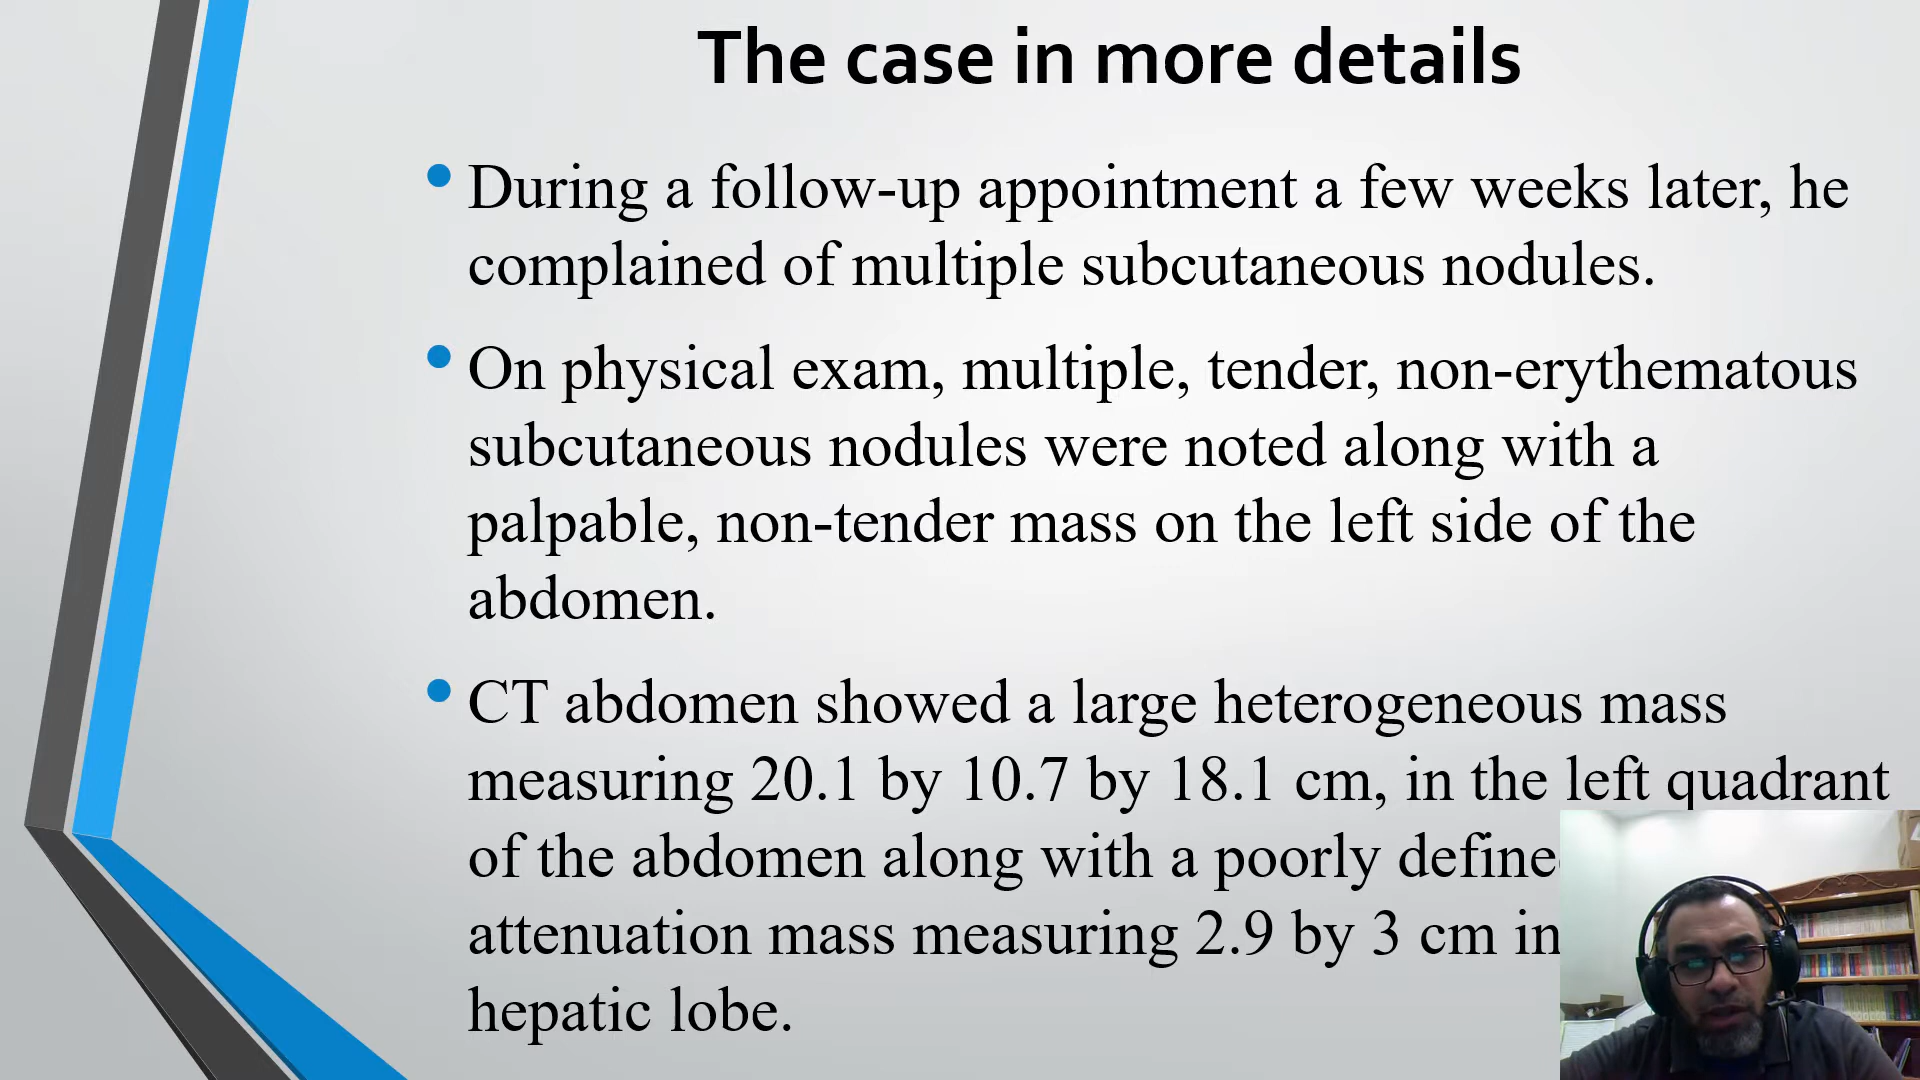 The case in more details
• During a follow-up appointment a few weeks later, he
complained of multiple subcutaneous nodules.
• On physical exam, multiple, tender, non-erythematous
subcutaneous nodules were noted along with a
palpable, non-tender mass on the left side of the
abdomen.
• CT abdomen showed a large heterogeneous mass
measuring 20.1 by 10.7 by 18.1 cm, in the left quadrant
of the abdomen along with a poorly defined
attenuation mass measuring 2.9 by 3 cm in
hepatic lobe.